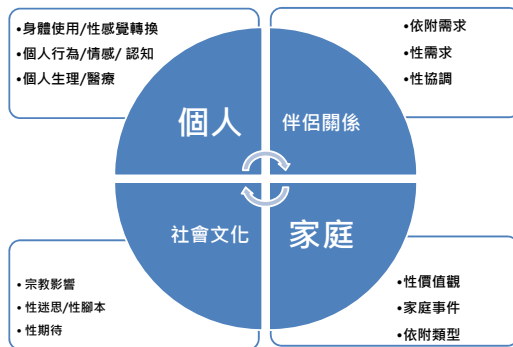 •身體使用/性感覺轉換
•個人行為/情感/ 認知
•個人生理/醫療
•依附需求
•性需求
•性協調
個人
伴侶關係
社會文化
家庭
• 宗教影響
• 性迷思/性腳本
• 性期待
•性價值觀
•家庭事件
•依附類型